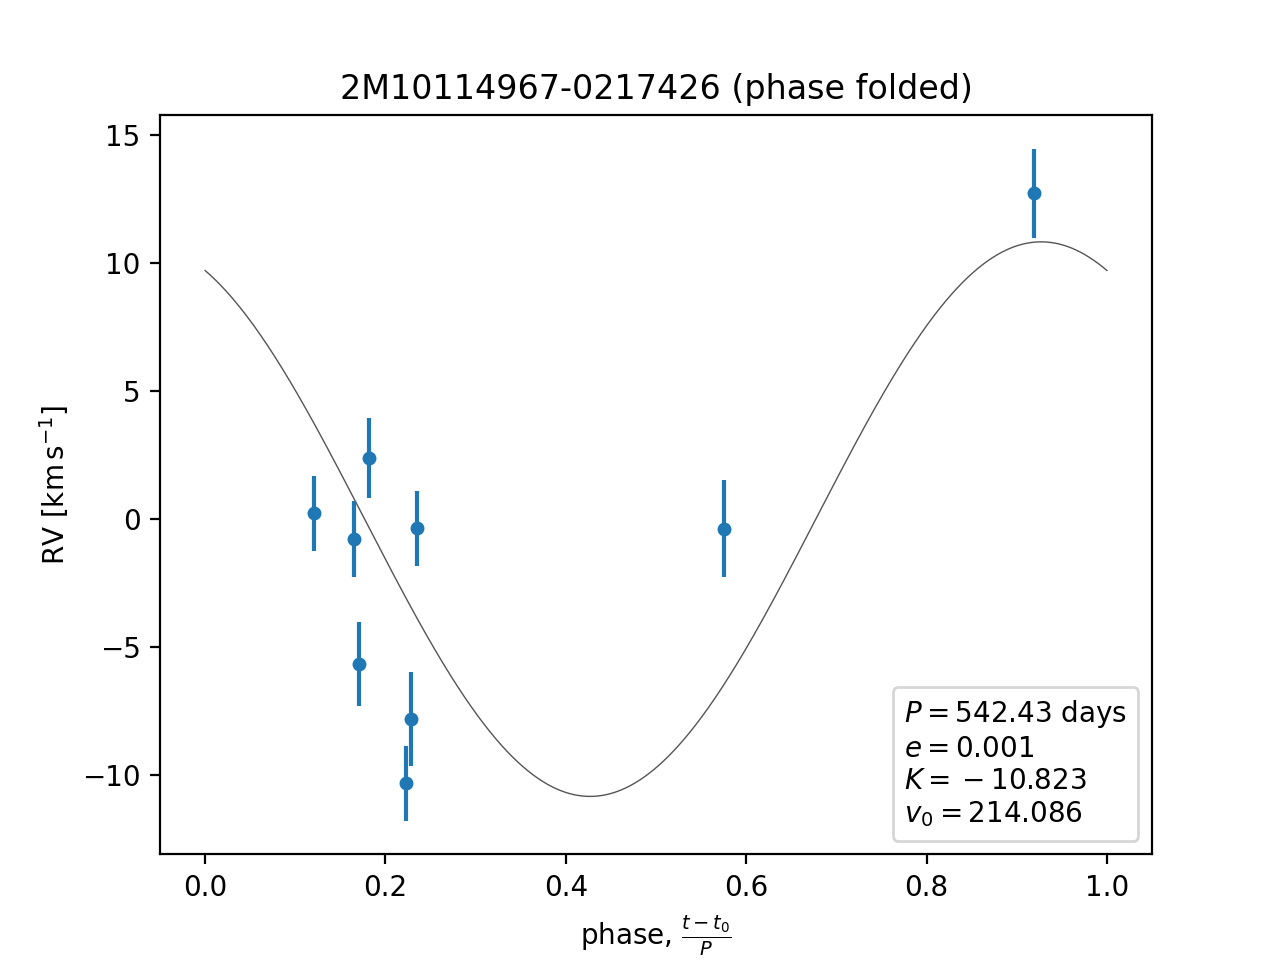 2M10114967-0217426 (phase folded)
15
10
5
0
−5
−10
RV [km s⁻¹]
P = 542.43 days
e = 0.001
K = −10.823
v₀ = 214.086
0.0 0.2 0.4 0.6 0.8 1.0
phase, (t − t₀)/P